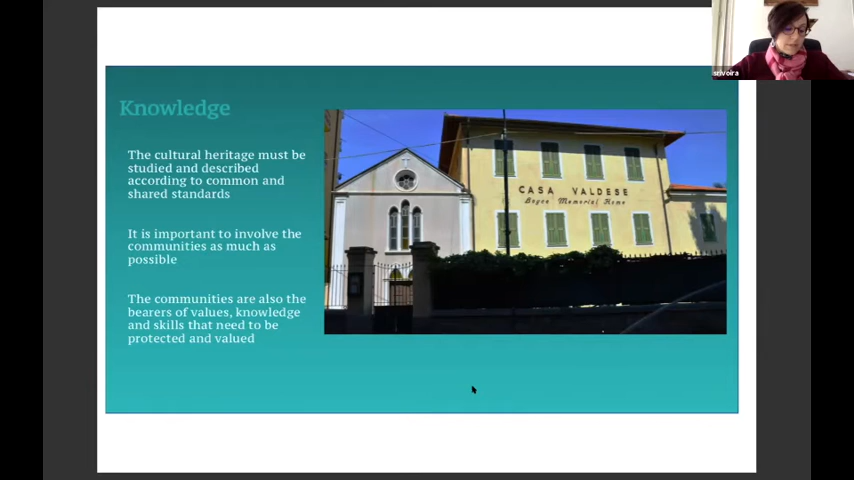 srivoira
Knowledge
The cultural heritage must be
studied and described
according to common and
shared standards
It is important to involve the
communities as much as
possible
The communities are also the
bearers of values, knowledge
and skills that need to be
protected and valued
CASA VALDESE
Boyce Memorial Home